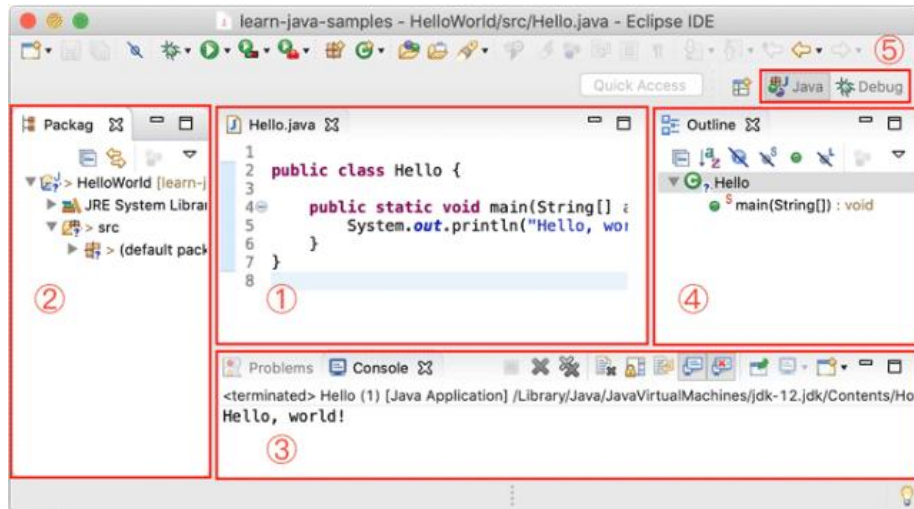 learn-java-samples - HelloWorld/src/Hello.java - Eclipse IDE
⑤
Quick Access Java Debug
Packag
> HelloWorld [learn-j
JRE System Librar
> src
> (default pack
②
Hello.java
1
2 public class Hello {
3
4 public static void main(String[] a
5 System.out.println("Hello, wor
6 }
7 }
8
①
Outline
Hello
S main(String[]) : void
④
Problems Console
<terminated> Hello (1) [Java Application] /Library/Java/JavaVirtualMachines/jdk-12.jdk/Contents/Ho
Hello, world!
③